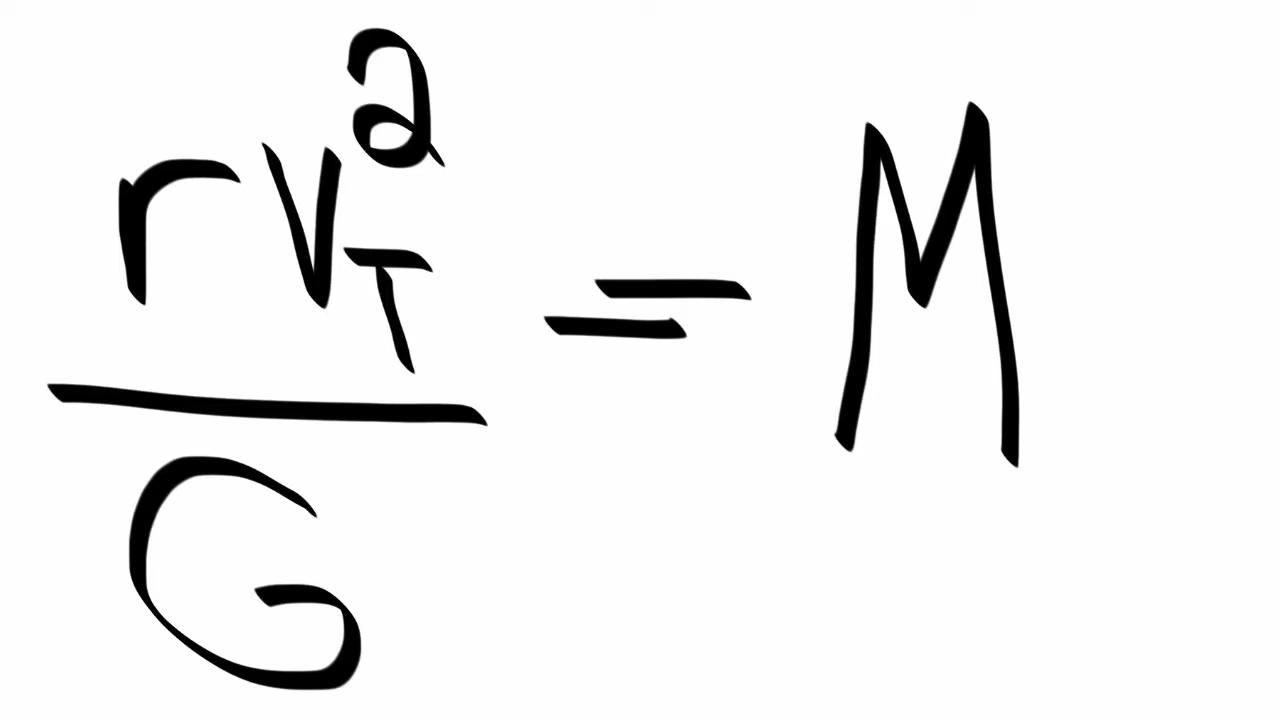 rv_T^2 / G = M